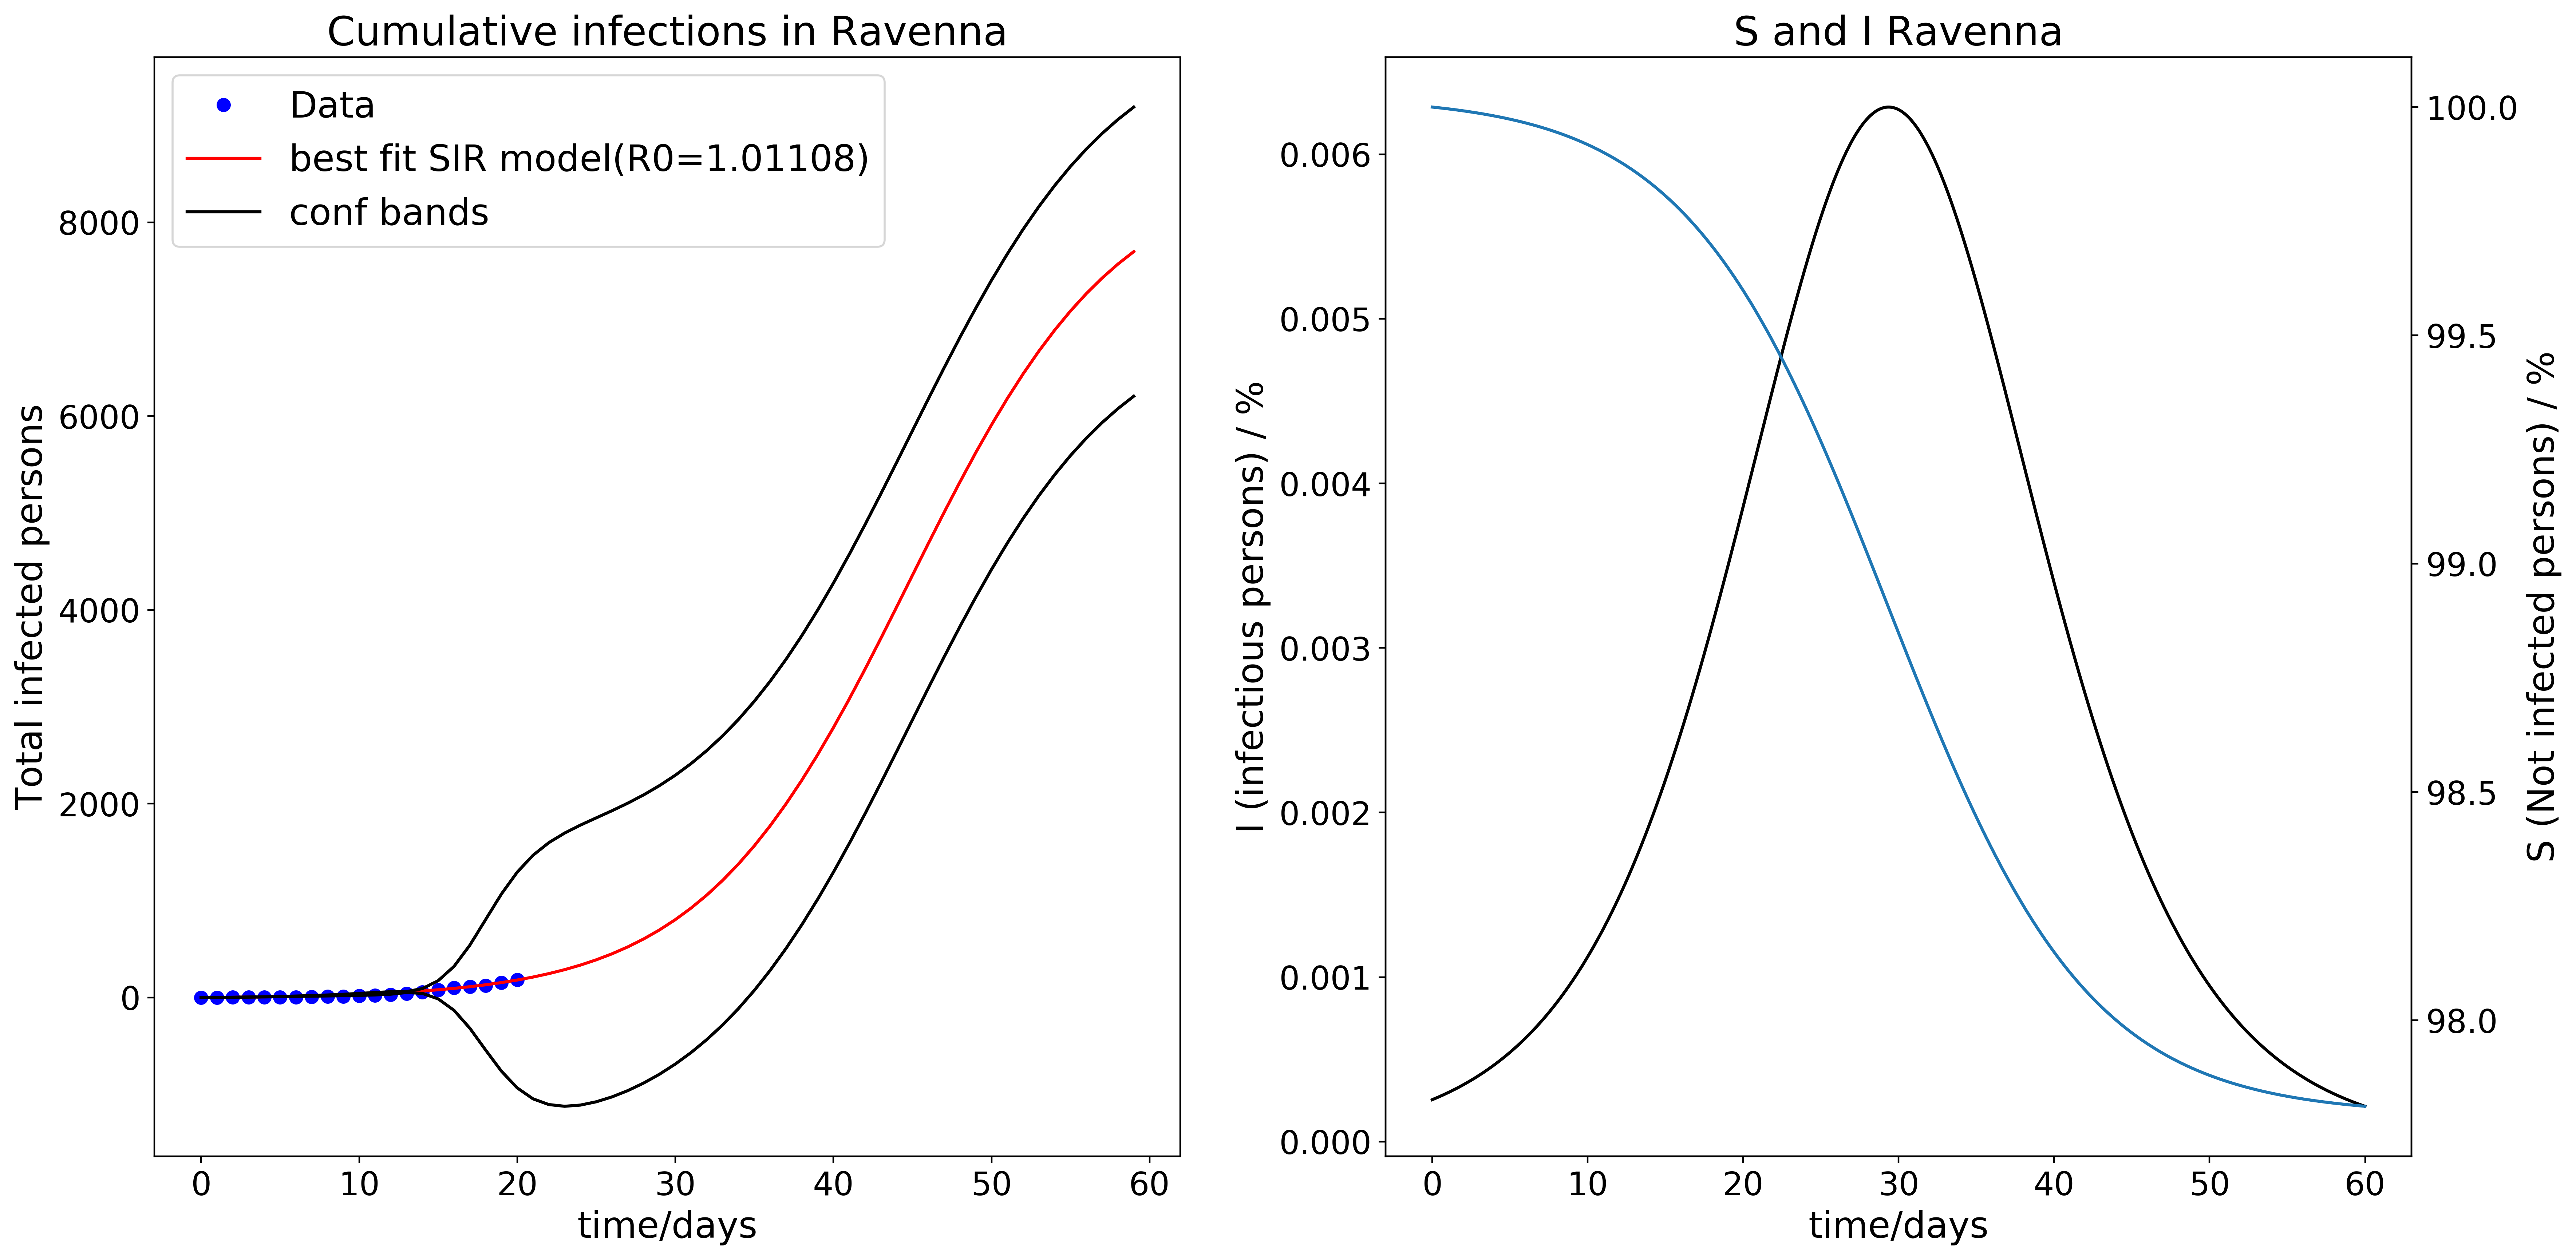 Cumulative infections in Ravenna
Data
best fit SIR model(R0=1.01108)
conf bands
Total infected persons
8000
6000
4000
2000
0
0 10 20 30 40 50 60
time/days
S and I Ravenna
I (infectious persons) / %
0.006
0.005
0.004
0.003
0.002
0.001
0.000
100.0
99.5
99.0
98.5
98.0
S (Not infected persons) / %
0 10 20 30 40 50 60
time/days